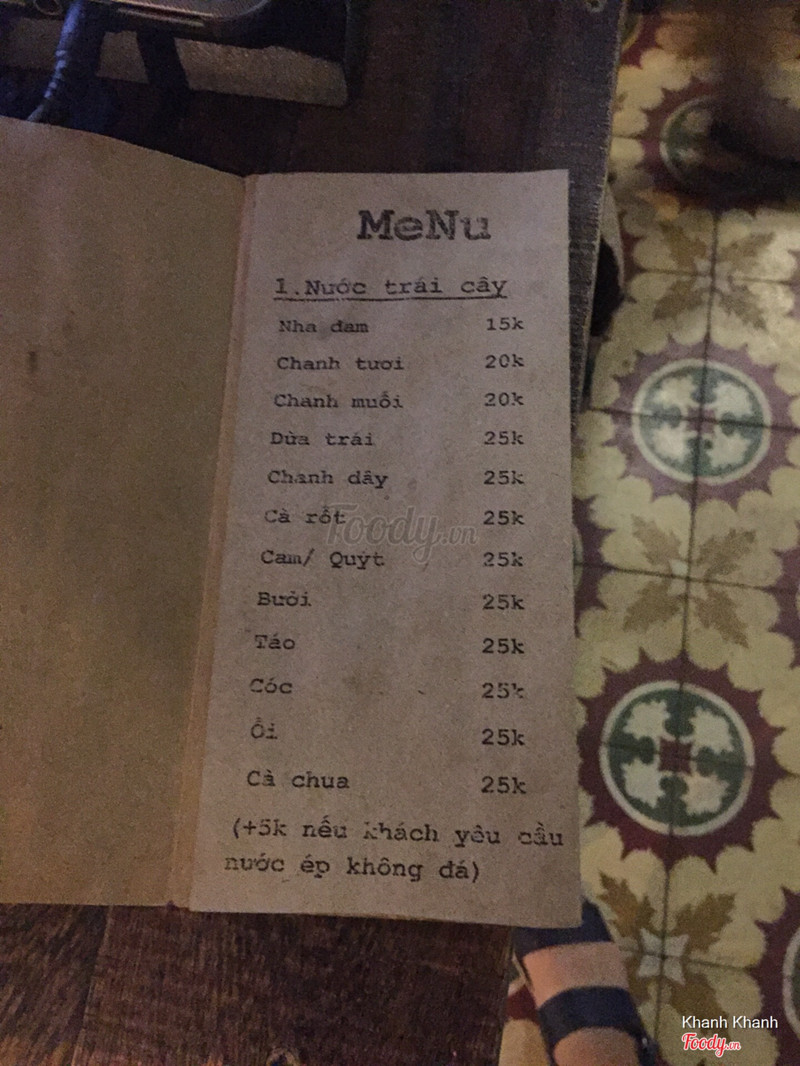 MeNu
1.Nước trái cây
Nha đam 15k
Chanh tươi 20k
Chanh muối 20k
Dừa trái 25k
Chanh dây 25k
Cà rốt 25k
Foody.vn
Cam/ Quýt 25k
Bưởi 25k
Táo 25k
Cóc 25k
Ổi 25k
Cà chua 25k
(+5k nếu khách yêu cầu
nước ép không đá)
Khanh Khanh
Foody.vn